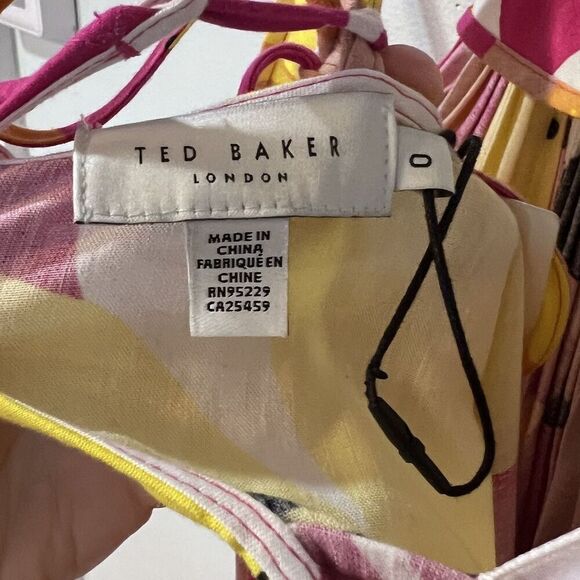 TED BAKER
LONDON
0
MADE IN
CHINA
FABRIQUÉ EN
CHINE
RN95229
CA25459